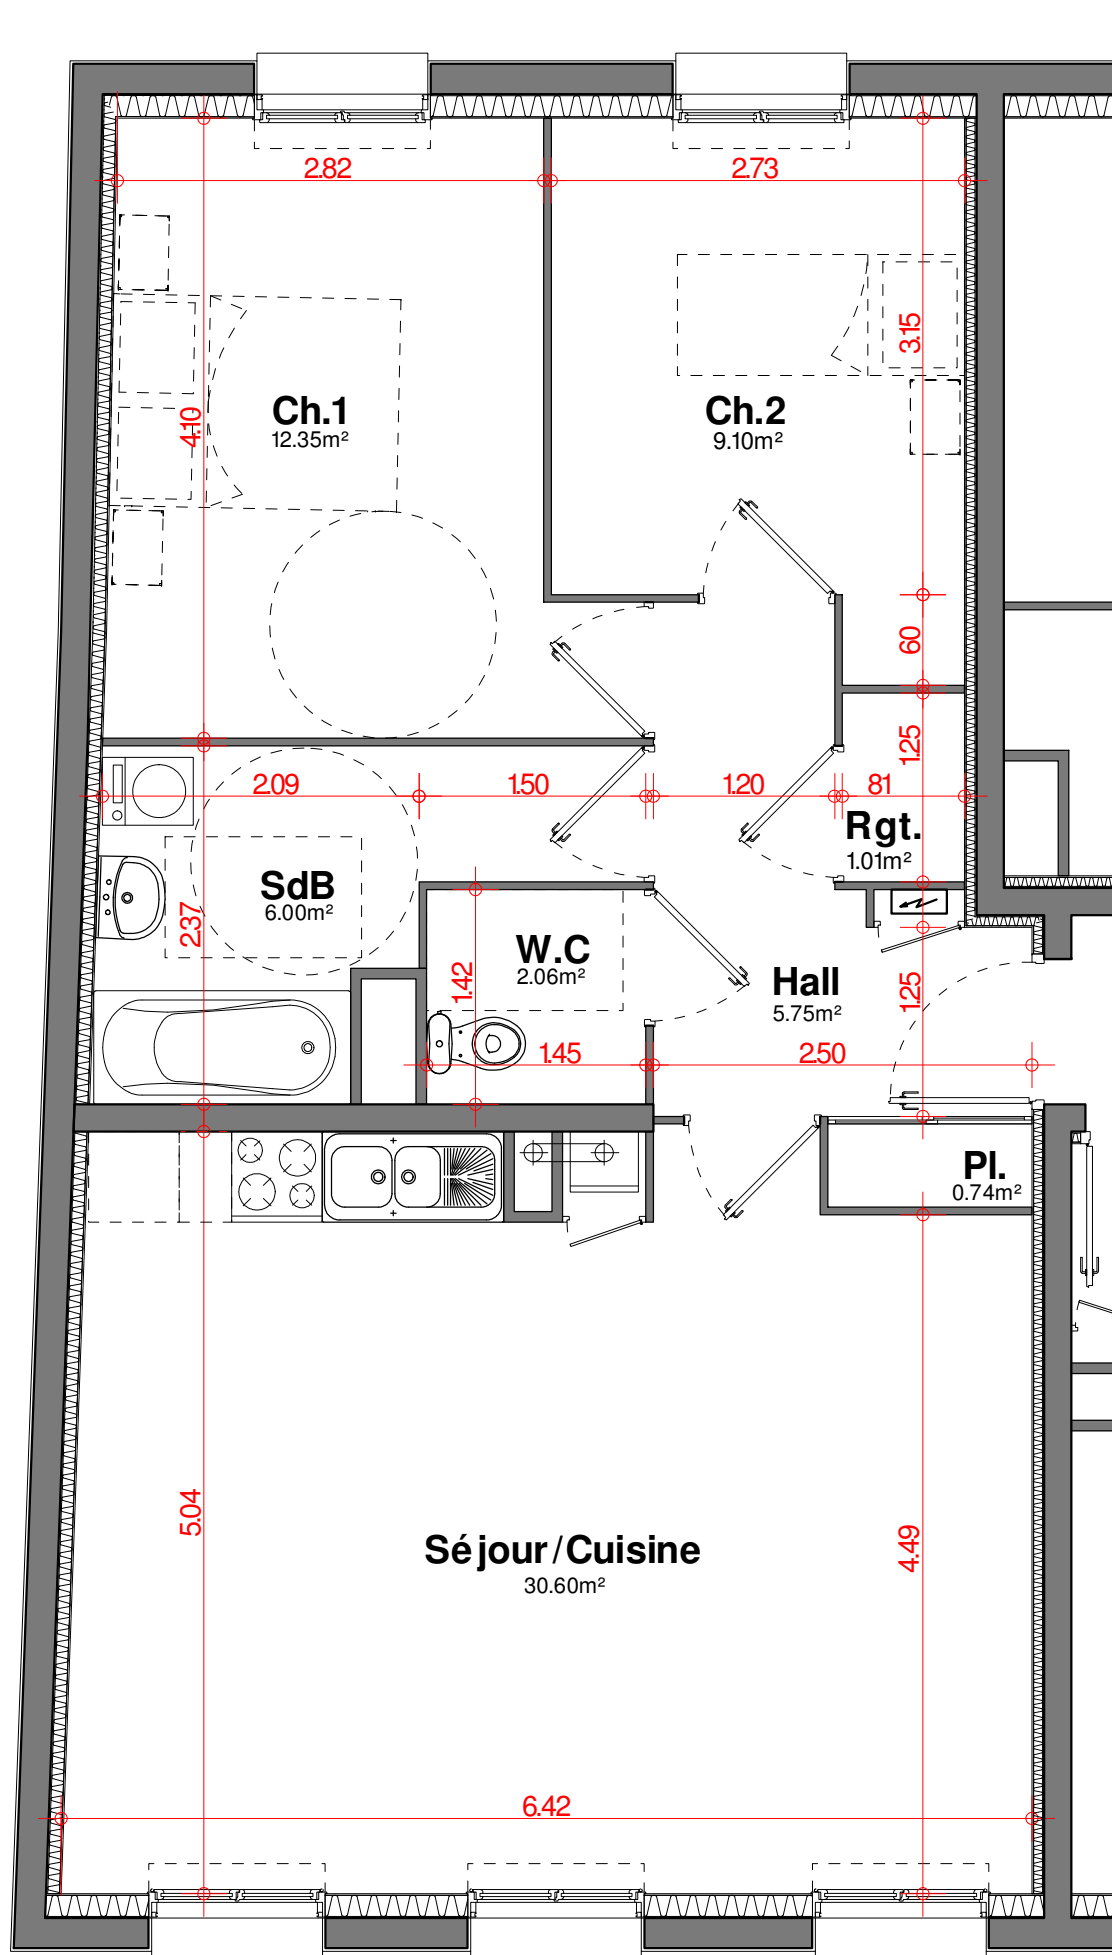 2.82
2.73
3.15
4.10
Ch.1
12.35m²
Ch.2
9.10m²
60
1.25
2.09
1.50
1.20
81
Rgt.
1.01m²
SdB
6.00m²
2.37
W.C
2.06m²
1.42
Hall
5.75m²
1.25
1.45
2.50
Pl.
0.74m²
5.04
4.49
Séjour/Cuisine
30.60m²
6.42